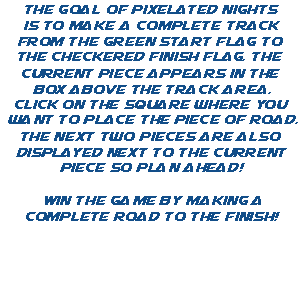 THE GOAL OF PIXELATED NIGHTS
IS TO MAKE A COMPLETE TRACK
FROM THE GREEN START FLAG TO
THE CHECKERED FINISH FLAG. THE
CURRENT PIECE APPEARS IN THE
BOX ABOVE THE TRACK AREA.
CLICK ON THE SQUARE WHERE YOU
WANT TO PLACE THE PIECE OF ROAD.
THE NEXT TWO PIECES ARE ALSO
DISPLAYED NEXT TO THE CURRENT
PIECE SO PLAN AHEAD!
WIN THE GAME BY MAKING A
COMPLETE ROAD TO THE FINISH!